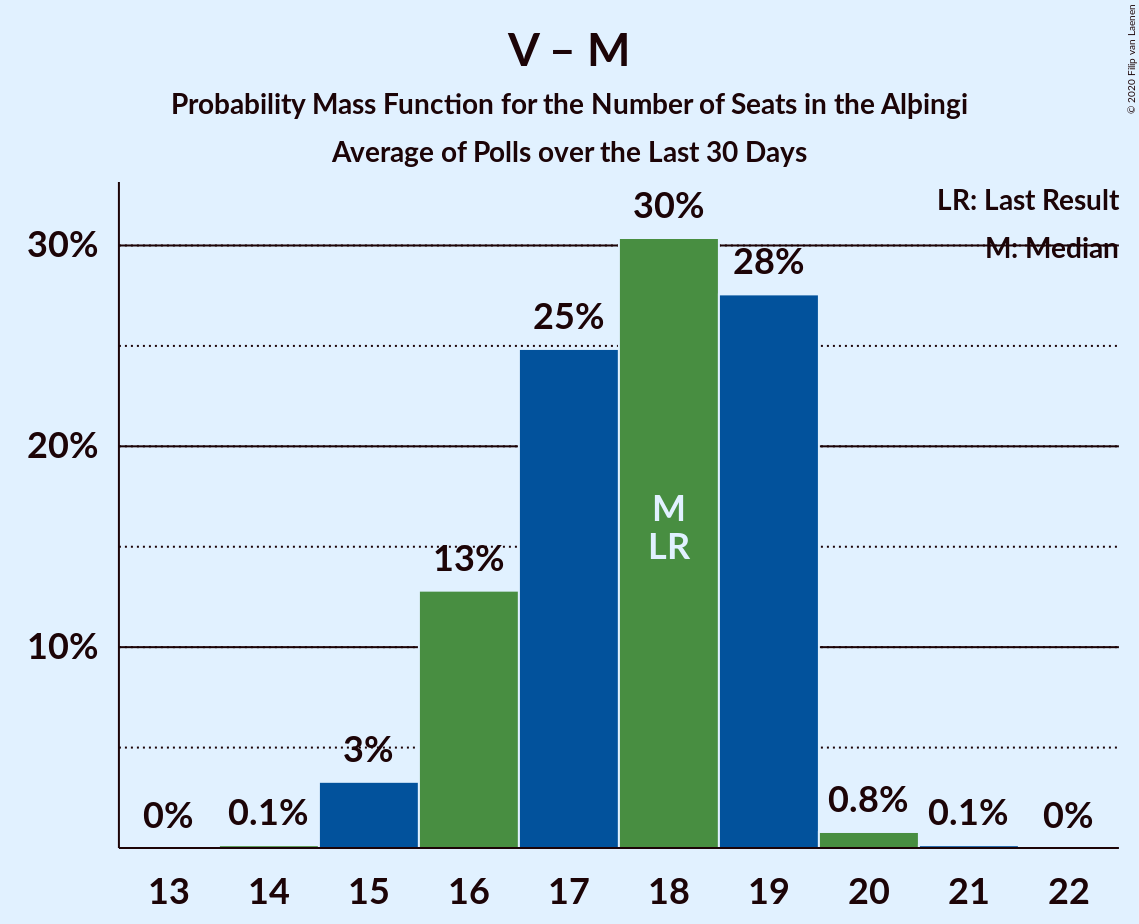 V – M
Probability Mass Function for the Number of Seats in the Alþingi
Average of Polls over the Last 30 Days
© 2020 Filip van Laenen
LR: Last Result
M: Median
30%
20%
10%
0%
0.1%
3%
13%
25%
30%
28%
0.8%
0.1%
0%
M
LR
13 14 15 16 17 18 19 20 21 22